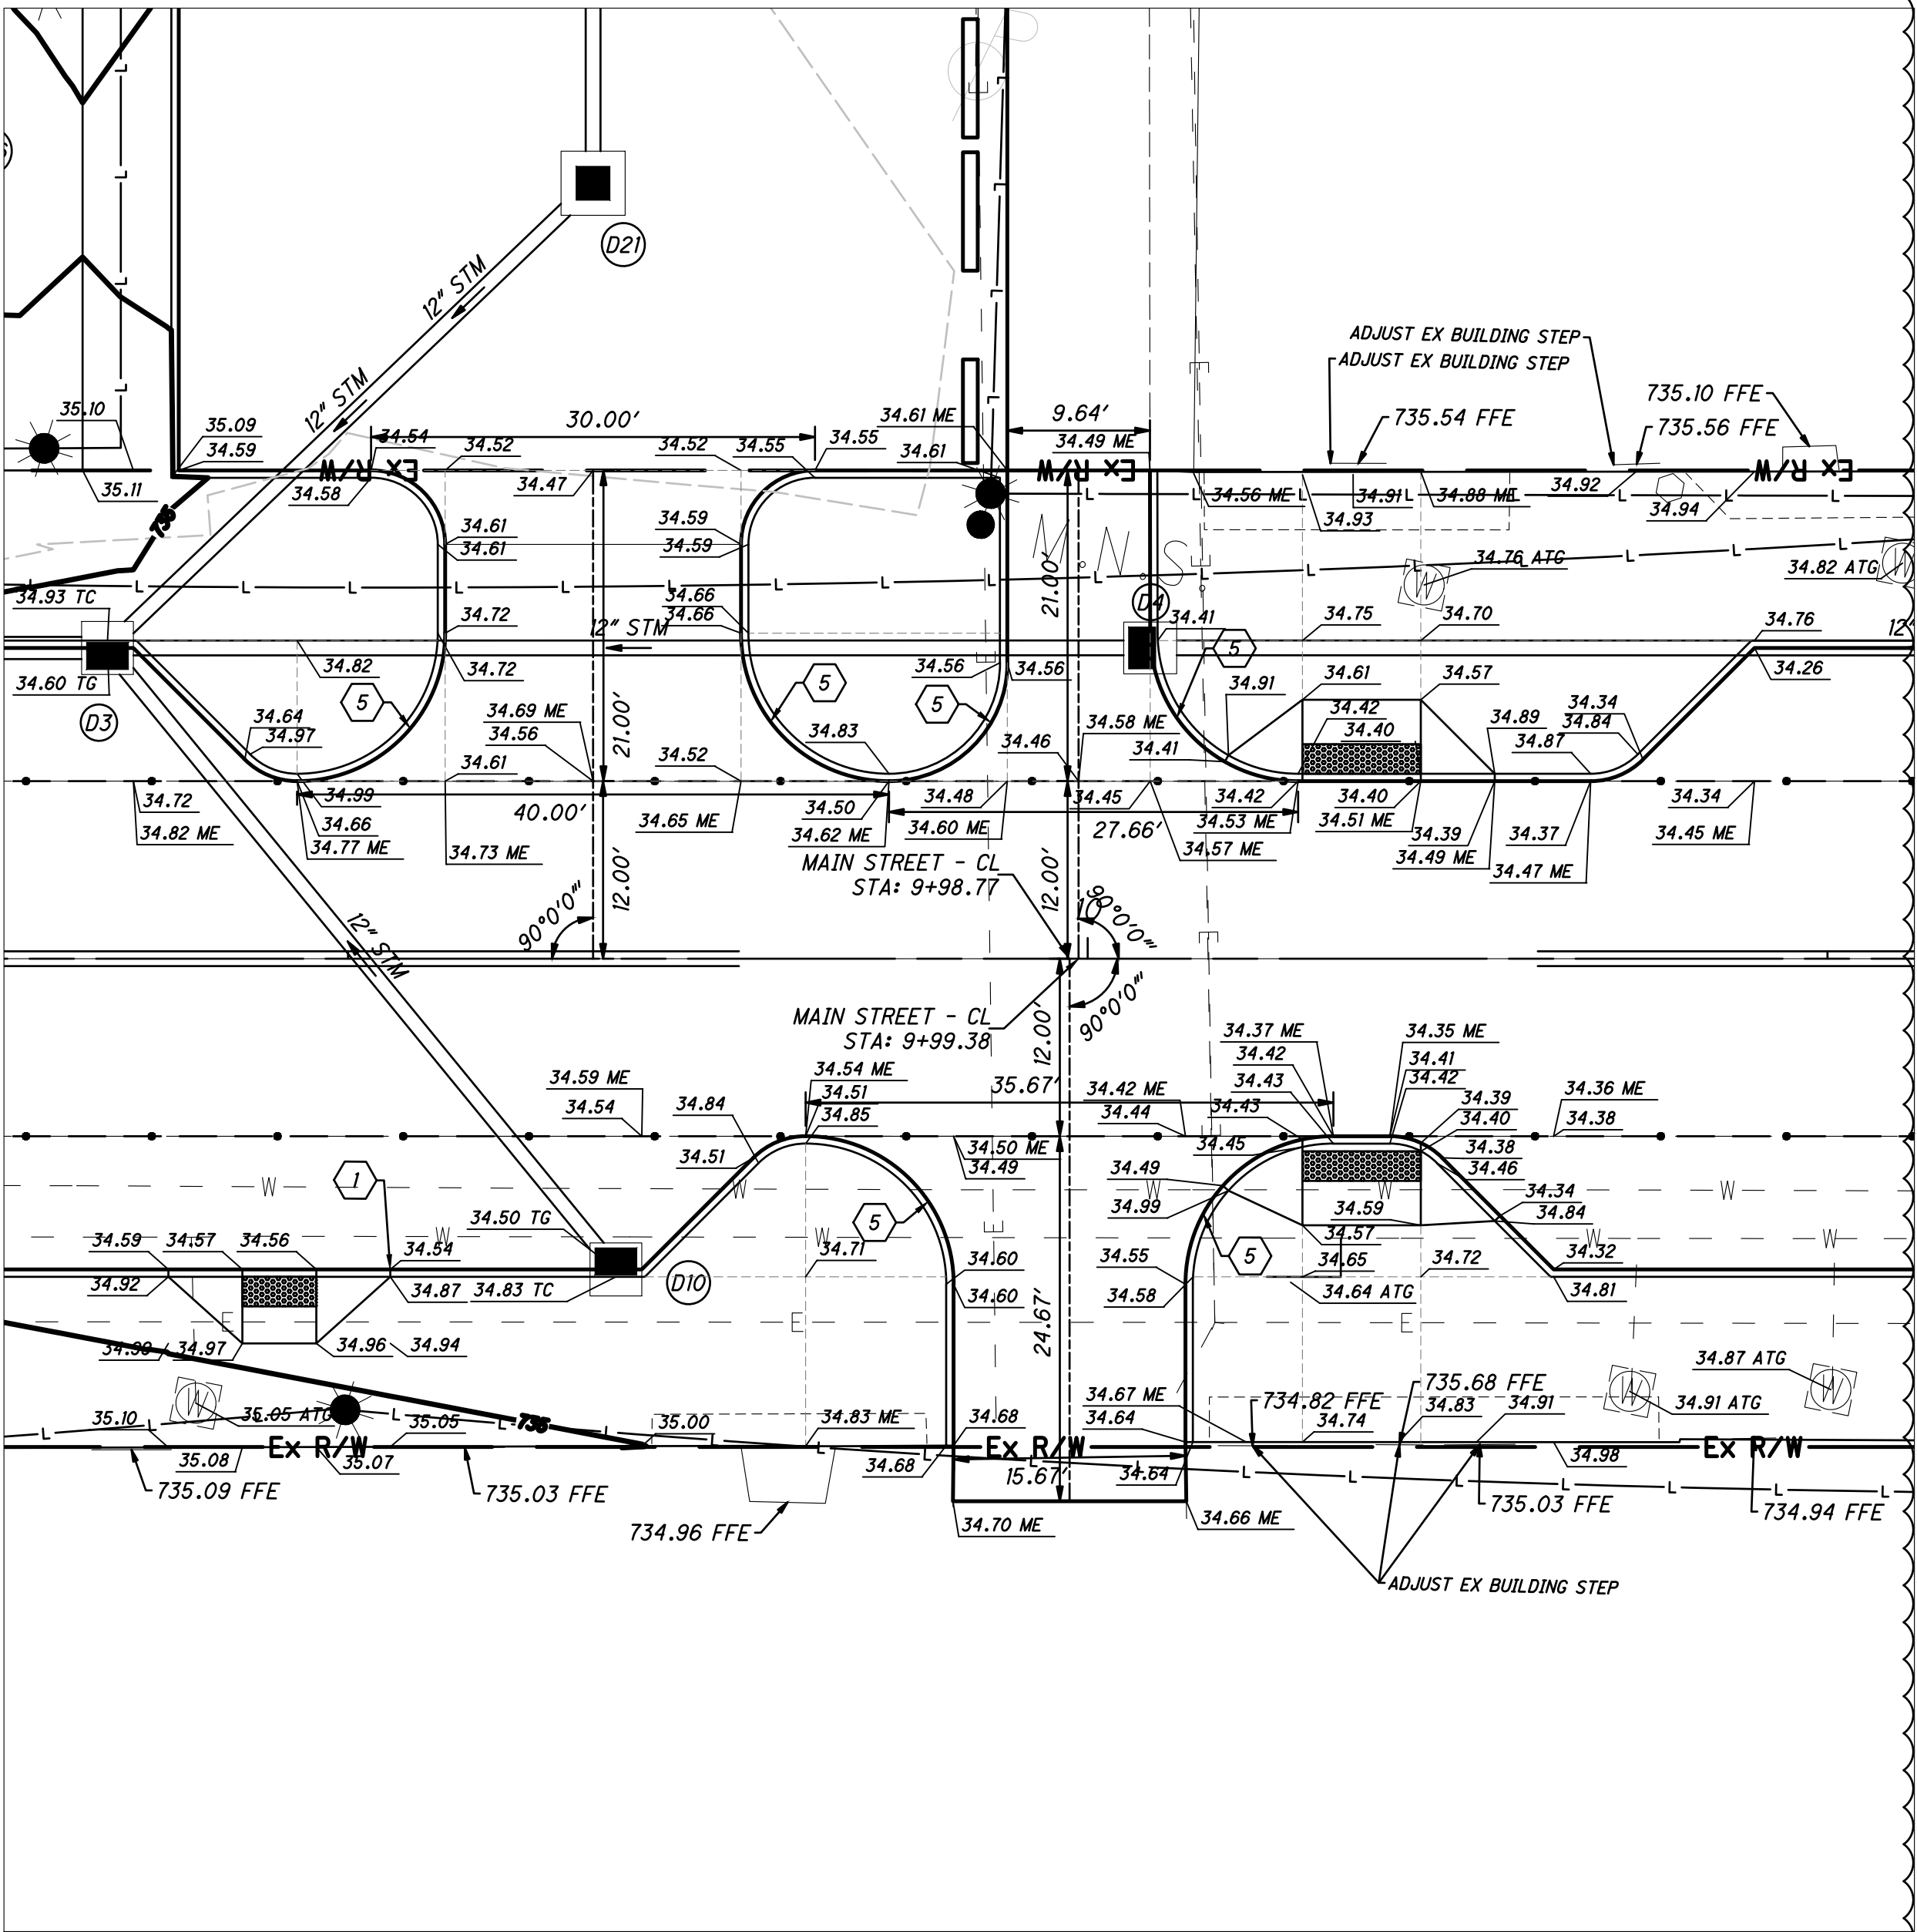 D21
12" STM
12" STM
ADJUST EX BUILDING STEP
ADJUST EX BUILDING STEP
735.10 FFE
735.54 FFE
735.56 FFE
35.10
35.09
34.59
34.54
30.00'
34.52
34.52
34.55
34.55
34.61 ME
34.61
9.64'
34.49 ME
Ex R/W
Ex R/W
Ex R/W
35.11
34.58
34.47
34.56 ME
34.91
34.88 ME
34.92
34.93
34.94
736
34.61
34.61
34.59
34.59
21.00'
34.76 ATG
34.82 ATG
34.93 TC
34.66
34.66
34.72
12" STM
D4
34.41
34.75
34.70
34.76
12"
34.60 TG
34.82
34.72
34.56
34.56
5
34.26
D3
5
5
5
34.91
34.61
34.57
34.64
34.97
34.69 ME
34.56
21.00'
34.83
34.58 ME
34.46
34.41
34.42
34.40
34.89
34.87
34.34
34.84
34.52
34.61
34.72
34.82 ME
34.99
34.66
34.77 ME
34.73 ME
40.00'
34.65 ME
34.50
34.62 ME
34.48
34.60 ME
34.45
27.66'
34.57 ME
34.42
34.53 ME
34.40
34.51 ME
34.39
34.49 ME
34.37
34.47 ME
34.34
34.45 ME
MAIN STREET - CL
STA: 9+98.77
12.00'
12.00'
90°0'0"
10
90°0'0"
12" STM
MAIN STREET - CL
STA: 9+99.38
90°0'0"
12.00'
34.37 ME
34.42
34.35 ME
34.41
34.59 ME
34.54
34.54 ME
34.51
34.85
35.67'
34.42 ME
34.44
34.43
34.43
34.42
34.39
34.40
34.36 ME
34.38
34.84
34.51
34.50 ME
34.49
34.45
34.38
34.46
1
W
W
W
W
W
W
W
W
W
34.49
34.99
34.59
34.34
34.84
34.50 TG
5
34.59
34.57
34.56
34.54
34.71
34.57
34.60
34.55
5
34.65
34.72
34.32
34.92
34.87
34.83 TC
D10
34.60
34.58
34.64 ATG
34.81
E
E
E
34.99
34.97
34.96
34.94
24.67'
34.87 ATG
735.68 FFE
35.10
35.05 ATG
35.05
735
35.00
34.83 ME
34.68
34.67 ME
34.64
734.82 FFE
34.74
34.83
34.91
34.91 ATG
Ex R/W
Ex R/W
Ex R/W
35.08
35.07
34.68
15.67'
34.64
34.98
735.09 FFE
735.03 FFE
734.96 FFE
34.70 ME
34.66 ME
735.03 FFE
734.94 FFE
ADJUST EX BUILDING STEP